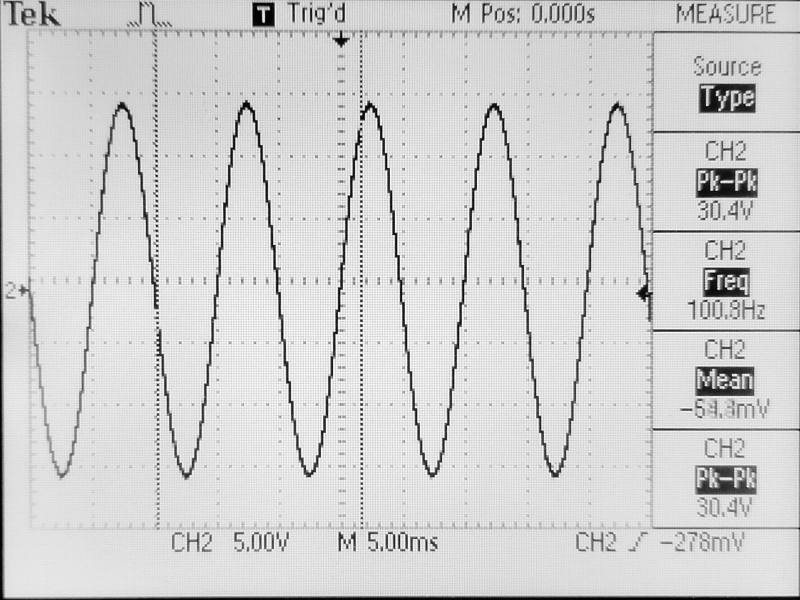 Tek
T Trig'd
M Pos: 0.000s
MEASURE
Source
Type
CH2
Pk-Pk
30.4V
CH2
Freq
100.8Hz
CH2
Mean
CH2
Pk-Pk
30.4V
2
CH2 5.00V
M 5.00ms
CH2 -278mV